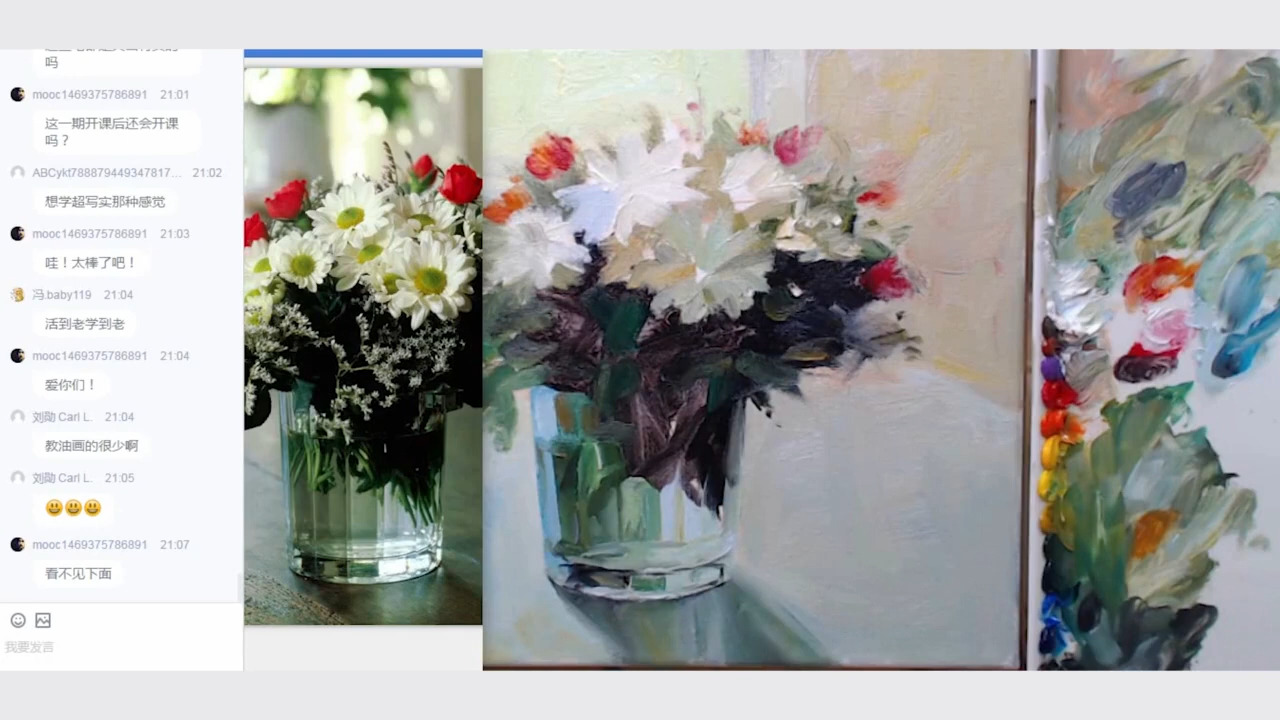 吗
mooc1469375786891 21:01
这一期开课后还会开课
吗？
ABCykt788879449347817... 21:02
想学超写实那种感觉
mooc1469375786891 21:03
哇！太棒了吧！
冯.baby119 21:04
活到老学到老
mooc1469375786891 21:04
爱你们！
刘勋 Carl L. 21:04
教油画的很少啊
刘勋 Carl L. 21:05
😃😃😃
mooc1469375786891 21:07
看不见下面
我要发言